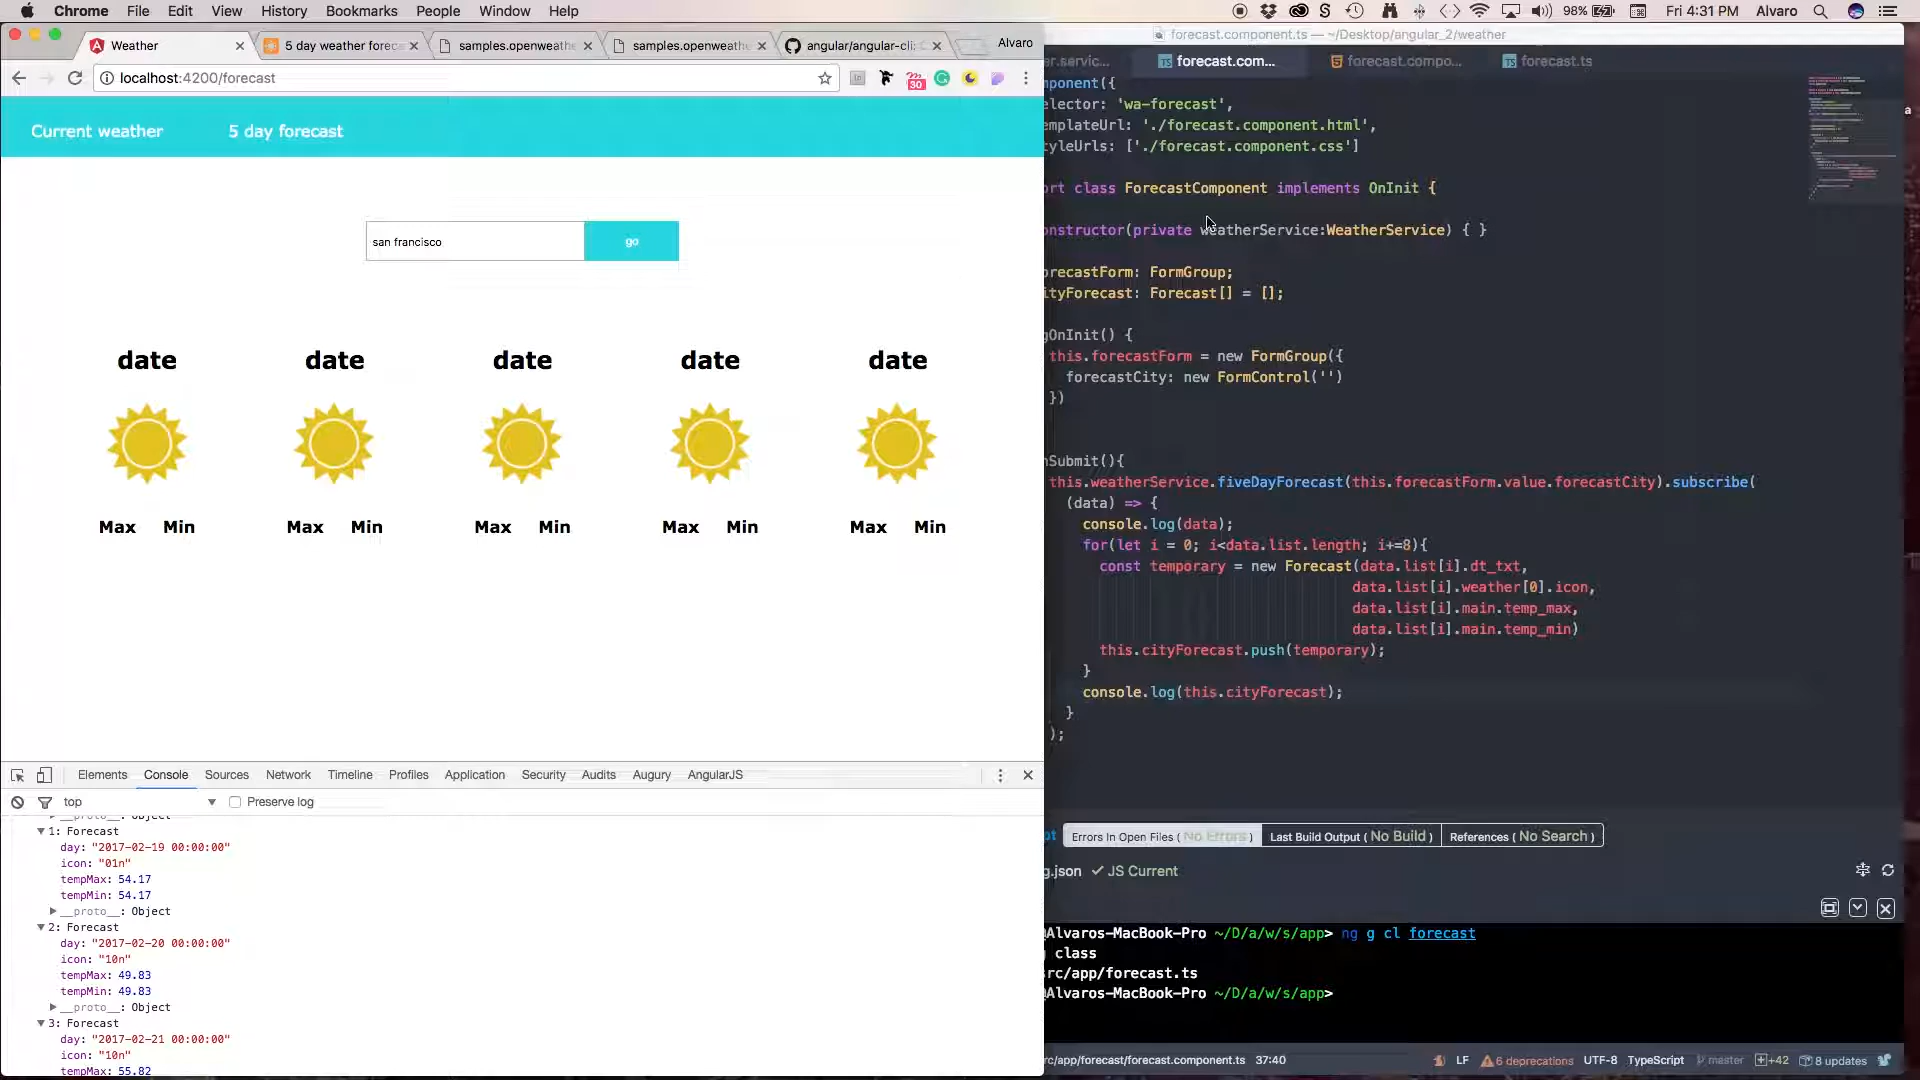 Chrome File Edit View History Bookmarks People Window Help
98% Fri 4:31 PM Alvaro
Weather
5 day weather forec
samples.openweathe
samples.openweathe
angular/angular-cli:
Alvaro
localhost:4200/forecast
30
Current weather 5 day forecast
san francisco
go
date date date date date
Max Min Max Min Max Min Max Min Max Min
Elements Console Sources Network Timeline Profiles Application Security Audits Augury AngularJS
top Preserve log
__proto__: Object
1: Forecast
day: "2017-02-19 00:00:00"
icon: "01n"
tempMax: 54.17
tempMin: 54.17
__proto__: Object
2: Forecast
day: "2017-02-20 00:00:00"
icon: "10n"
tempMax: 49.83
tempMin: 49.83
__proto__: Object
3: Forecast
day: "2017-02-21 00:00:00"
icon: "10n"
tempMax: 55.82
forecast.component.ts — ~/Desktop/angular_2/weather
er.servic... forecast.com... forecast.compo... forecast.ts
ponent({
elector: 'wa-forecast',
emplateUrl: './forecast.component.html',
tyleUrls: ['./forecast.component.css']
ort class ForecastComponent implements OnInit {
onstructor(private weatherService:WeatherService) { }
orecastForm: FormGroup;
ityForecast: Forecast[] = [];
gOnInit() {
this.forecastForm = new FormGroup({
forecastCity: new FormControl('')
})
nSubmit(){
this.weatherService.fiveDayForecast(this.forecastForm.value.forecastCity).subscribe(
(data) => {
console.log(data);
for(let i = 0; i<data.list.length; i+=8){
const temporary = new Forecast(data.list[i].dt_txt,
data.list[i].weather[0].icon,
data.list[i].main.temp_max,
data.list[i].main.temp_min)
this.cityForecast.push(temporary);
}
console.log(this.cityForecast);
}
);
pt Errors In Open Files ( No Errors ) Last Build Output ( No Build ) References ( No Search )
g.json ✓ JS Current
@Alvaros-MacBook-Pro ~/D/a/w/s/app> ng g cl forecast
class
src/app/forecast.ts
@Alvaros-MacBook-Pro ~/D/a/w/s/app>
rc/app/forecast/forecast.component.ts 37:40
LF 6 deprecations UTF-8 TypeScript master +42 8 updates